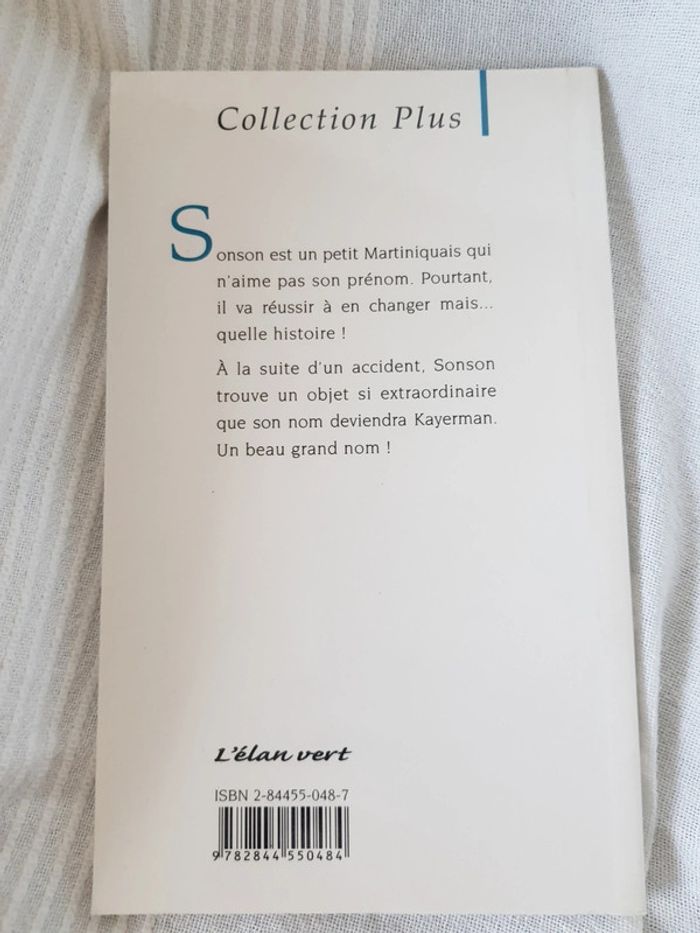 Collection Plus
Sonson est un petit Martiniquais qui
n'aime pas son prénom. Pourtant,
il va réussir à en changer mais...
quelle histoire !
À la suite d'un accident, Sonson
trouve un objet si extraordinaire
que son nom deviendra Kayerman.
Un beau grand nom !
L'élan vert
ISBN 2-84455-048-7
9 782844 550484